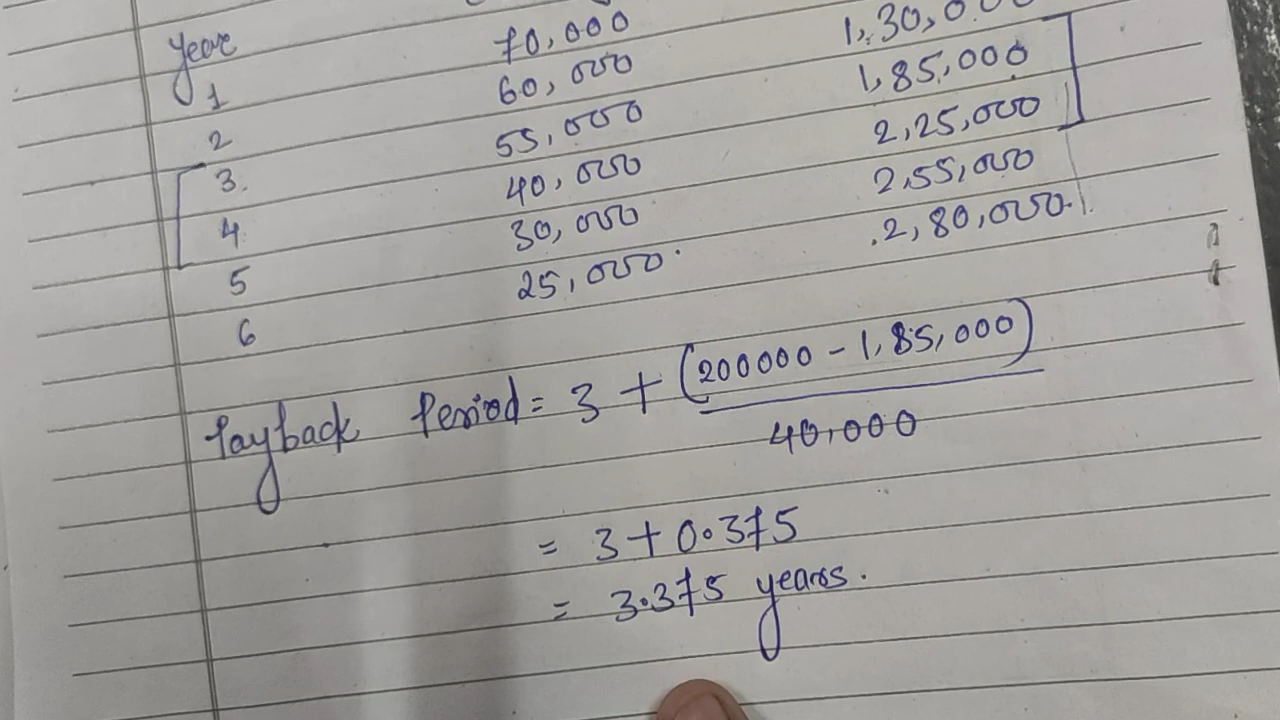 Year 70,000 1,30,000
1 60,000 1,85,000
2 55,000 2,25,000
3. 40,000 2,55,000
4 30,000 2,80,000
5 25,000
6
Payback Period = 3 + (200000 - 1,85,000)
40,000
= 3 + 0.375
= 3.375 years.